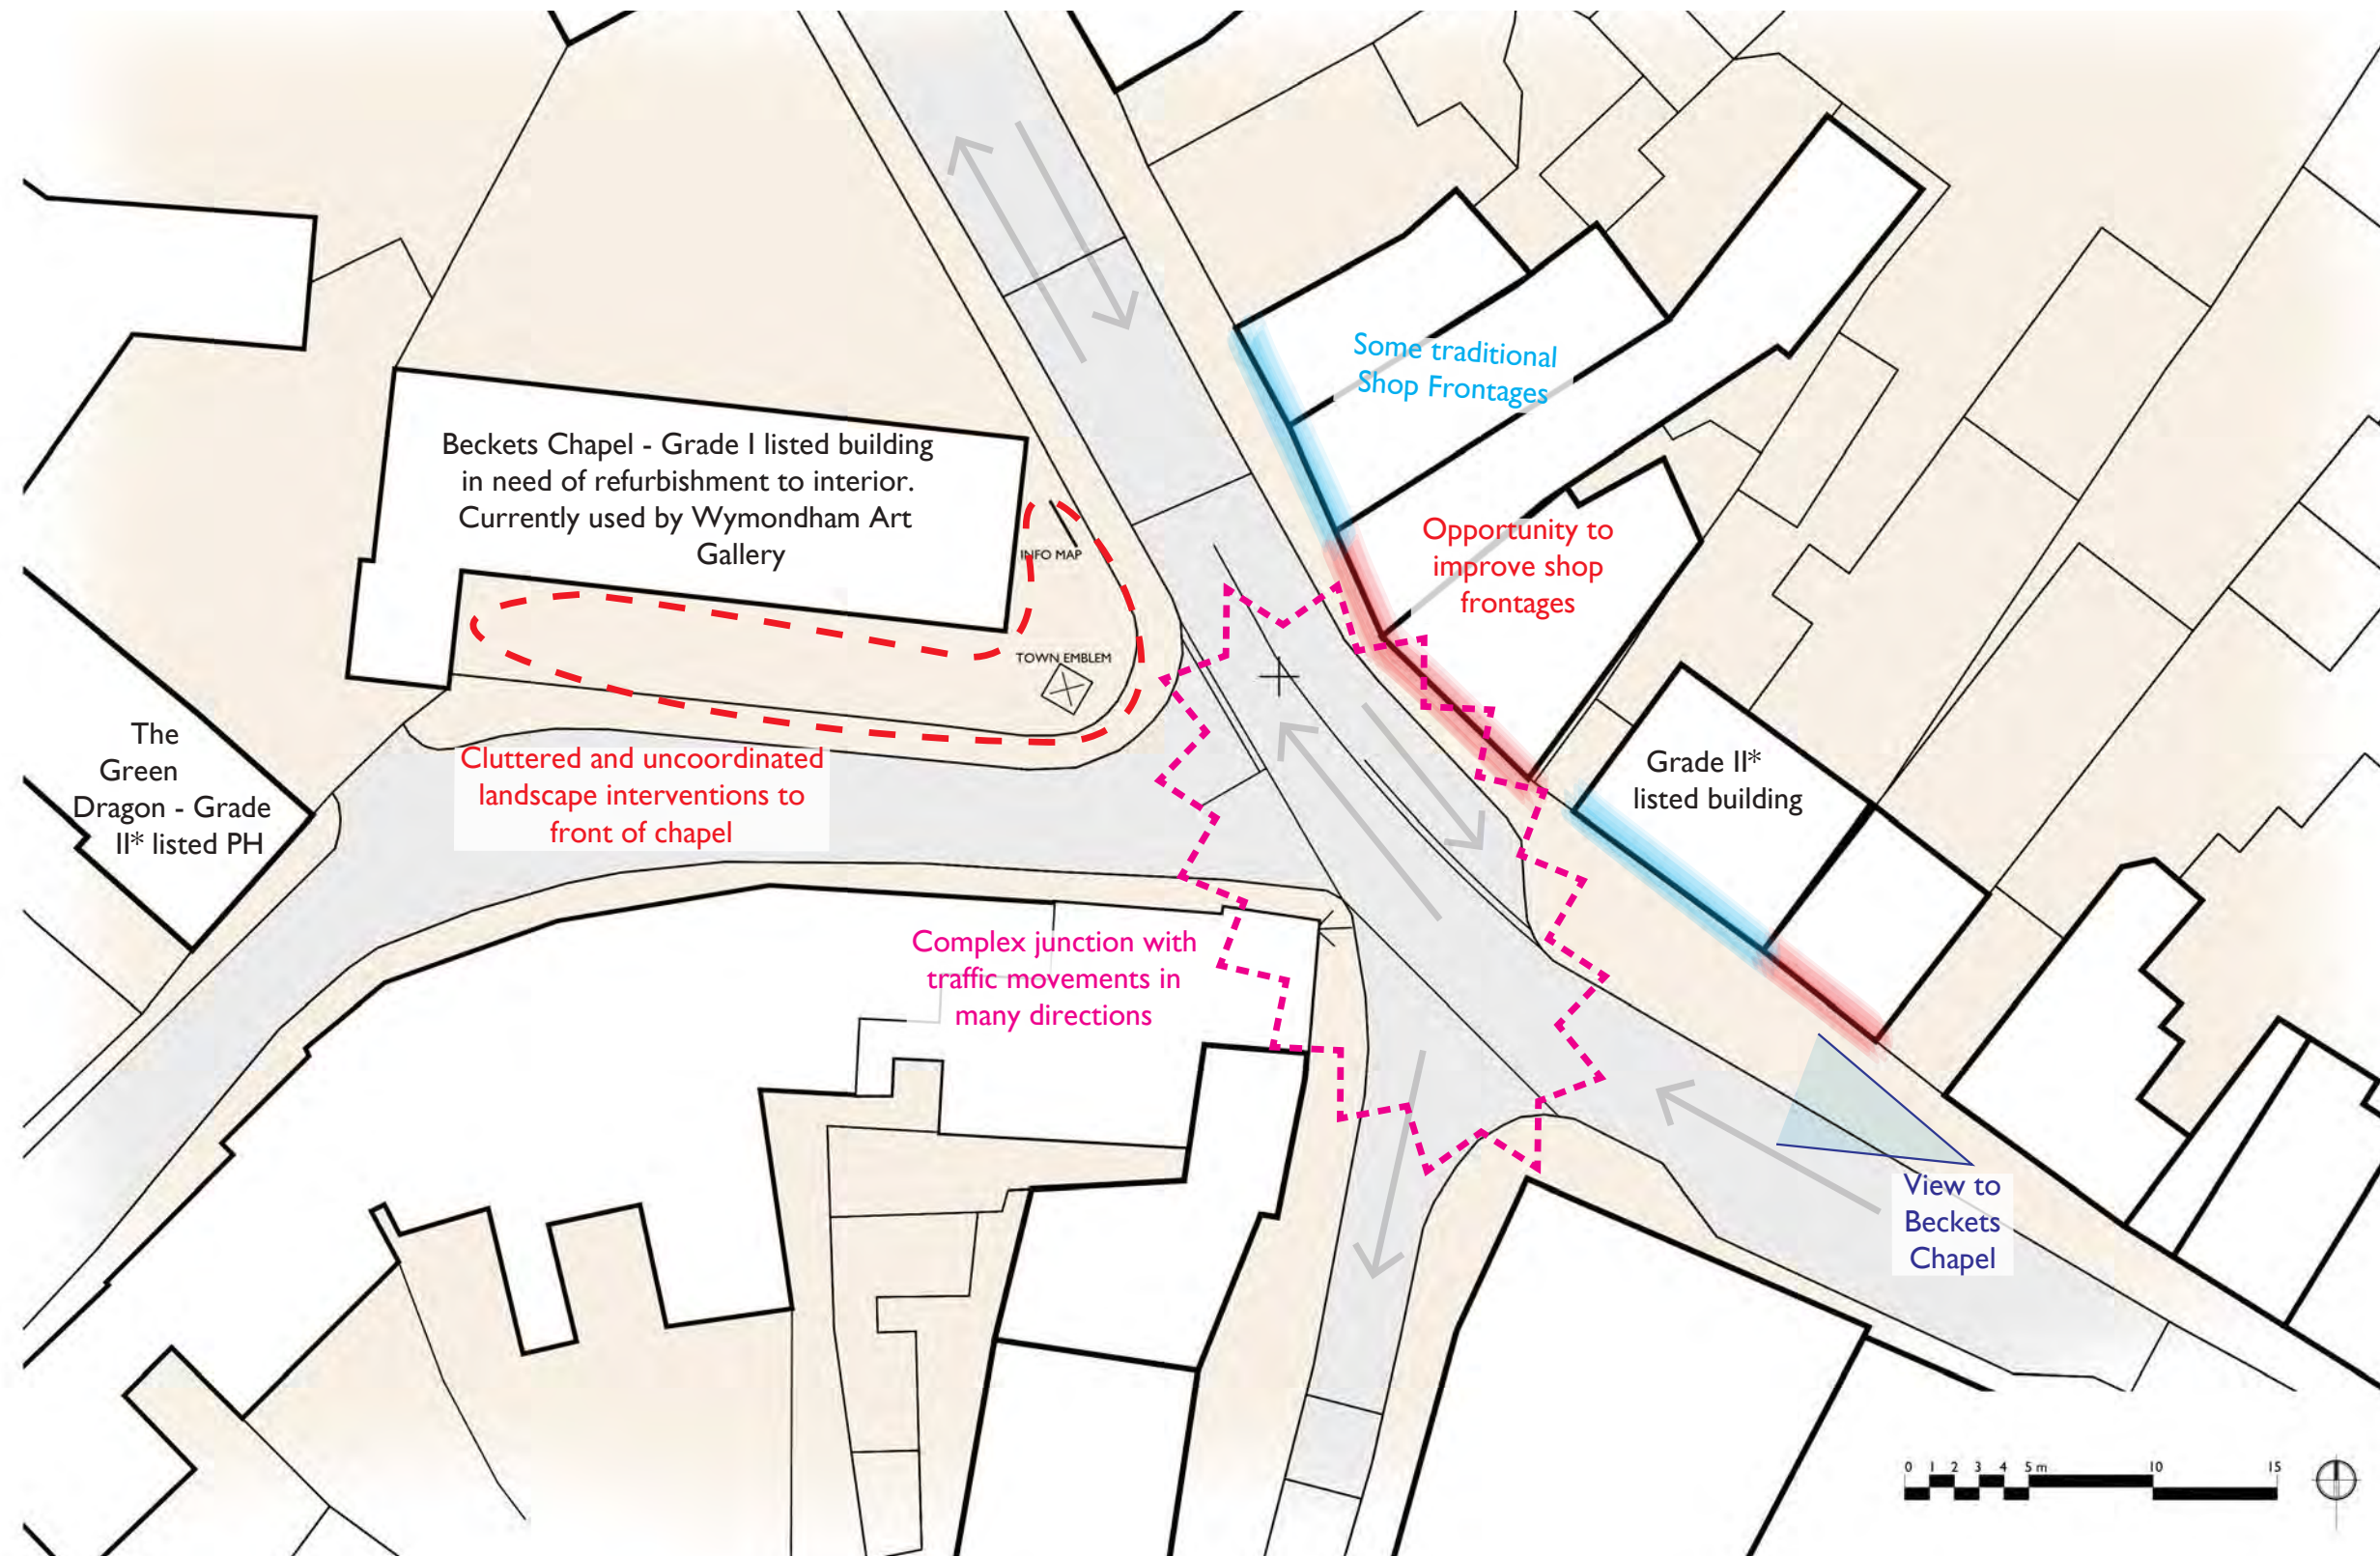 Some traditional
Shop Frontages
Beckets Chapel - Grade I listed building
in need of refurbishment to interior.
Currently used by Wymondham Art
Gallery
INFO MAP
Opportunity to
improve shop
frontages
TOWN EMBLEM
The
Green
Dragon - Grade
II* listed PH
Cluttered and uncoordinated
landscape interventions to
front of chapel
Grade II*
listed building
Complex junction with
traffic movements in
many directions
View to
Beckets
Chapel
0 1 2 3 4 5 m 10 15